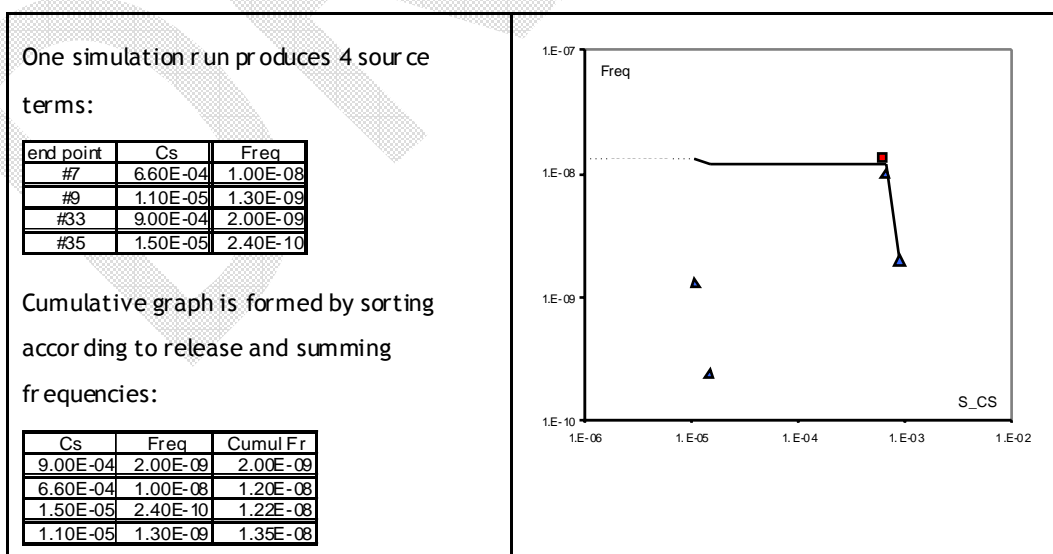 One simulation run produces 4 source
terms:
end point Cs Freq
#7 6.60E-04 1.00E-08
#9 1.10E-05 1.30E-09
#33 9.00E-04 2.00E-09
#35 1.50E-05 2.40E-10
Cumulative graph is formed by sorting
according to release and summing
frequencies:
Cs Freq Cumul Fr
9.00E-04 2.00E-09 2.00E-09
6.60E-04 1.00E-08 1.20E-08
1.50E-05 2.40E-10 1.22E-08
1.10E-05 1.30E-09 1.35E-08
1.E-07
Freq
1.E-08
1.E-09
S_CS
1.E-10
1.E-06 1.E-05 1.E-04 1.E-03 1.E-02